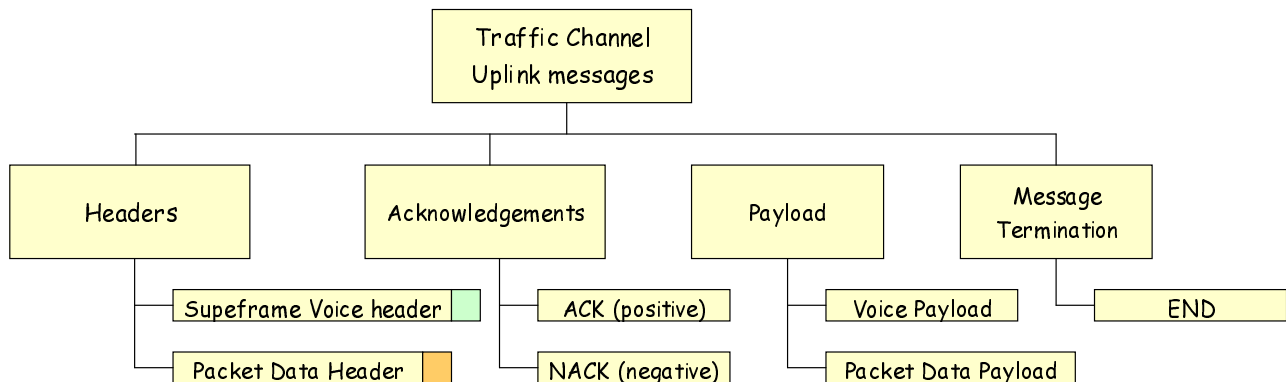 Traffic Channel
Uplink messages
Headers
Acknowledgements
Payload
Message
Termination
Supeframe Voice header
ACK (positive)
Voice Payload
END
Packet Data Header
NACK (negative)
Packet Data Payload